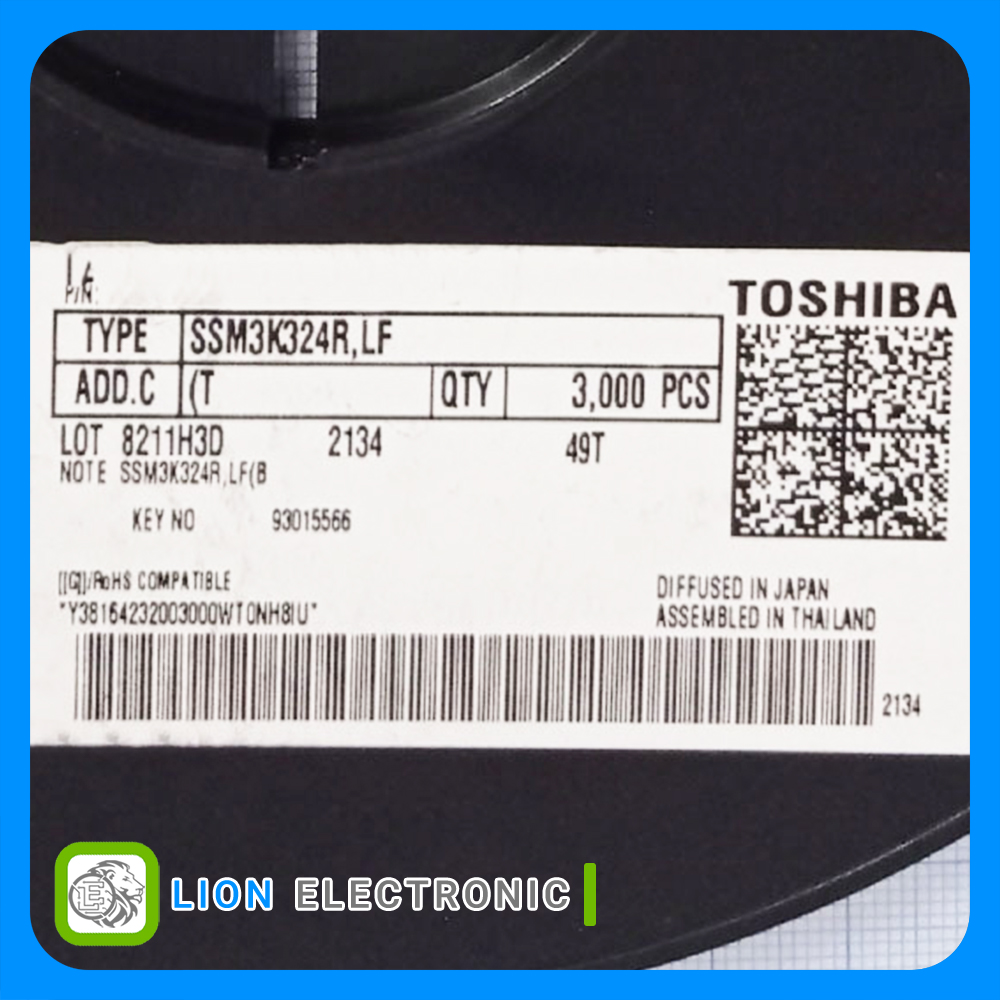 P/N:
TOSHIBA
TYPE SSM3K324R,LF
ADD.C (T QTY 3,000 PCS
LOT 8211H3D 2134 49T
NOTE SSM3K324R,LF(B
KEY NO 93015566
[[G]]/RoHS COMPATIBLE
DIFFUSED IN JAPAN
"Y38164232003000WT0NH8IU"
ASSEMBLED IN THAILAND
2134
LION ELECTRONIC